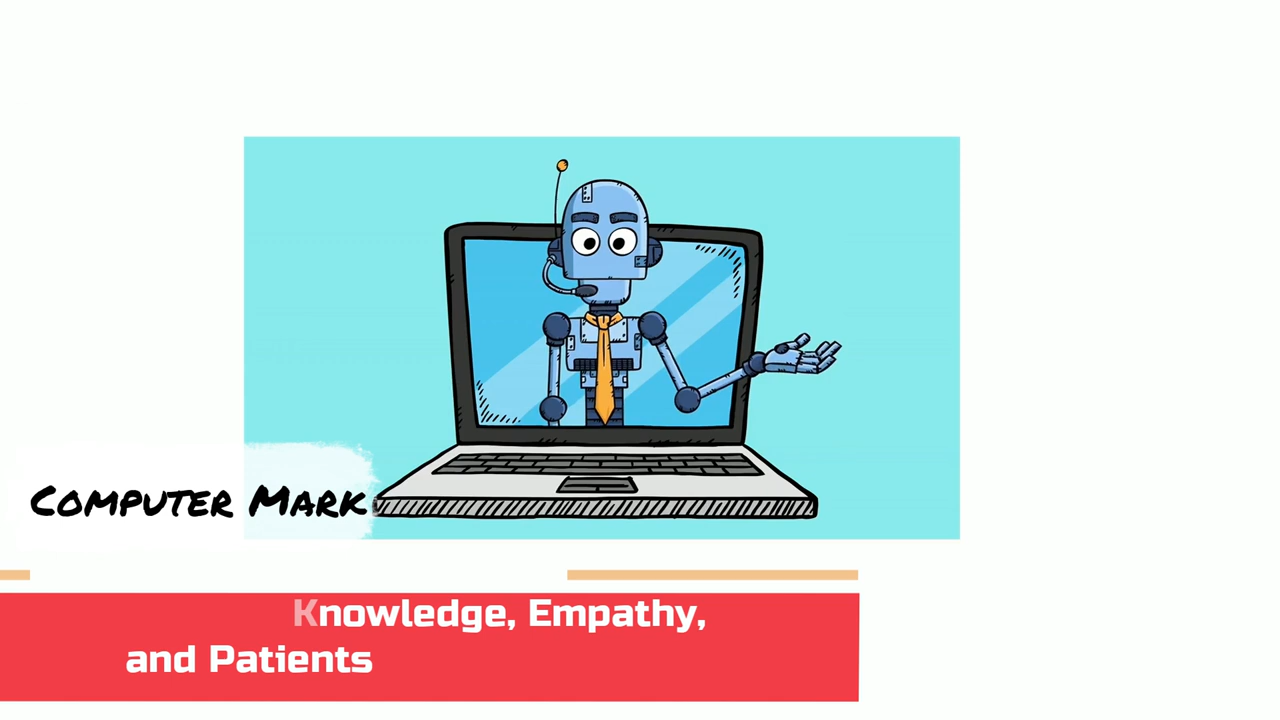 Computer Mark
Knowledge, Empathy,
and Patients